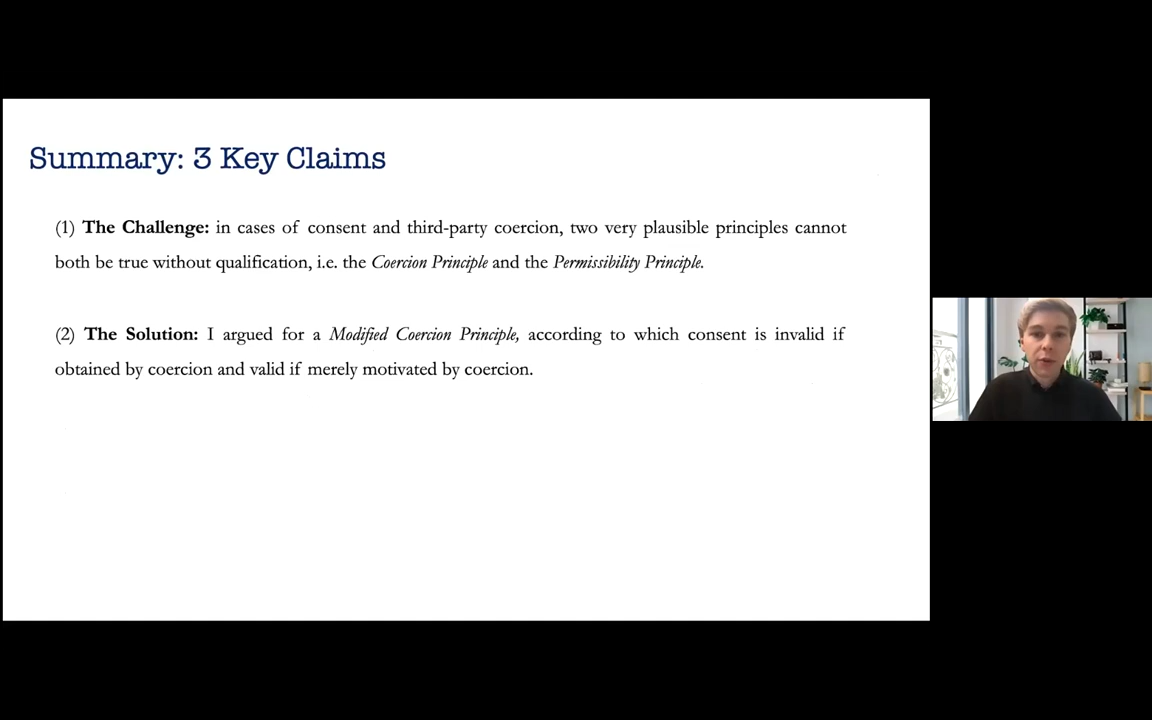 Summary: 3 Key Claims
(1) The Challenge: in cases of consent and third-party coercion, two very plausible principles cannot
both be true without qualification, i.e. the Coercion Principle and the Permissibility Principle.
(2) The Solution: I argued for a Modified Coercion Principle, according to which consent is invalid if
obtained by coercion and valid if merely motivated by coercion.